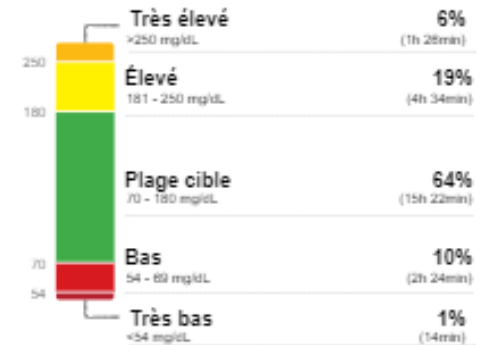 Très élevé 6%
>250 mg/dL (1h 26min)
250
Élevé 19%
181 - 250 mg/dL (4h 34min)
180
Plage cible 64%
70 - 180 mg/dL (15h 22min)
70
Bas 10%
54 - 69 mg/dL (2h 24min)
54
Très bas 1%
<54 mg/dL (14min)